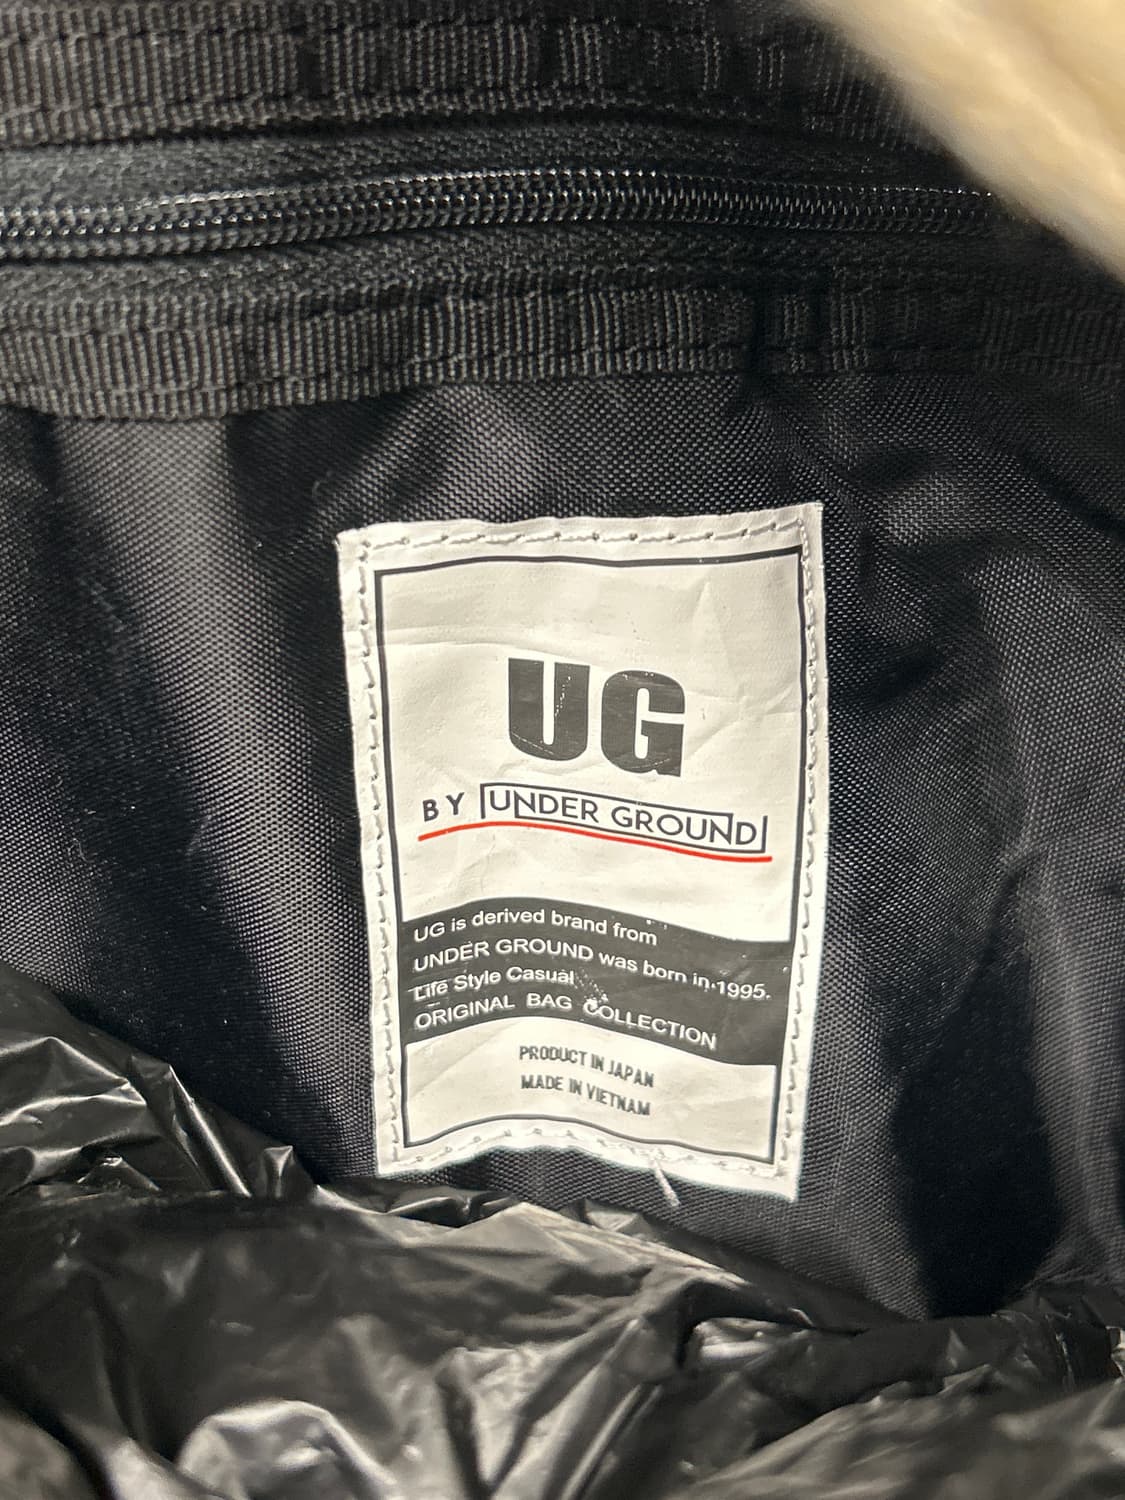 UG
BY UNDER GROUND
UG is derived brand from
UNDER GROUND was born in 1995.
Life Style Casual
ORIGINAL BAG COLLECTION
PRODUCT IN JAPAN
MADE IN VIETNAM